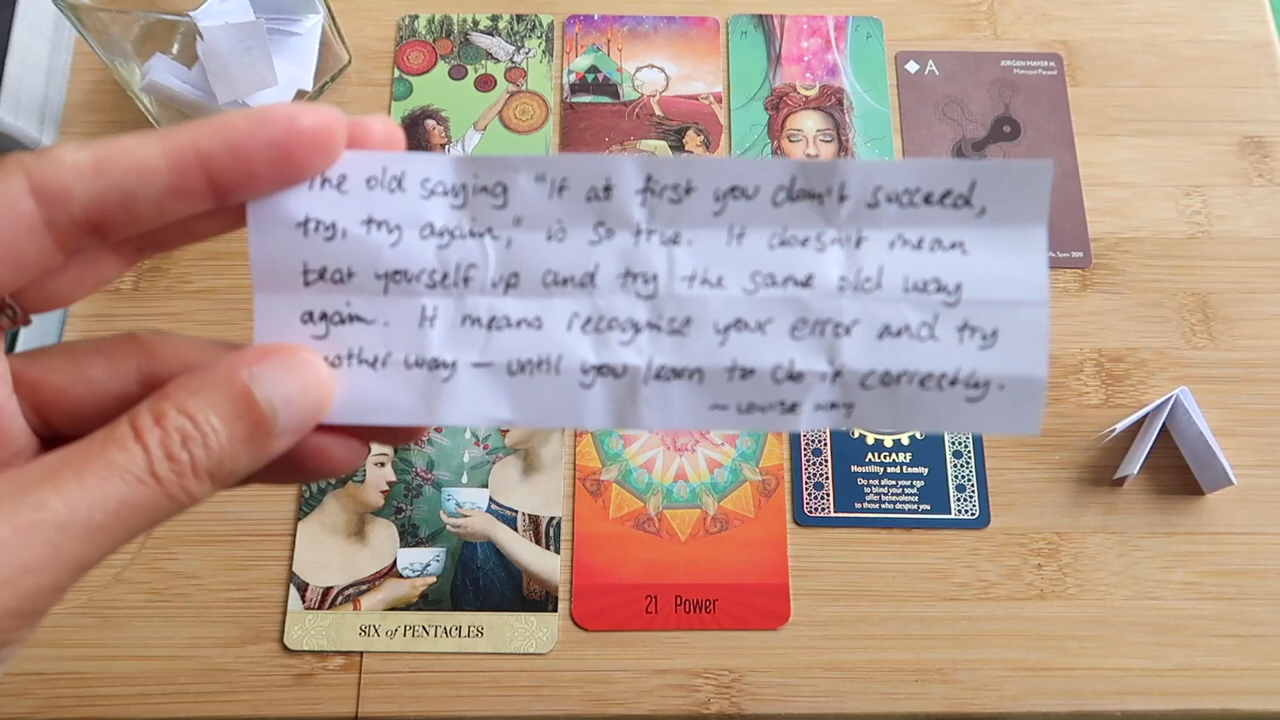 JÜRGEN MAYER H.
Metropol Parasol
A
The old saying "If at first you don't succeed,
try, try again," is so true. It doesn't mean
beat yourself up and try the same old way
again. It means recognise your error and try
another way — until you learn to do it correctly.
~ LOUISE HAY
ALGARF
Hostility and Enmity
Do not allow your ego
to blind your soul,
offer benevolence
to those who despise you
21 Power
SIX of PENTACLES